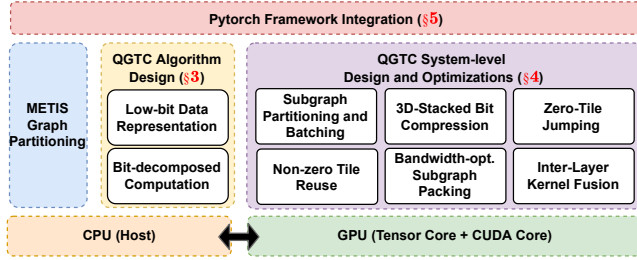 Pytorch Framework Integration (§5)
METIS
Graph
Partitioning
QGTC Algorithm
Design (§3)
Low-bit Data
Representation
Bit-decomposed
Computation
QGTC System-level
Design and Optimizations (§4)
Subgraph
Partitioning and
Batching
3D-Stacked Bit
Compression
Zero-Tile
Jumping
Non-zero Tile
Reuse
Bandwidth-opt.
Subgraph
Packing
Inter-Layer
Kernel Fusion
CPU (Host)
GPU (Tensor Core + CUDA Core)